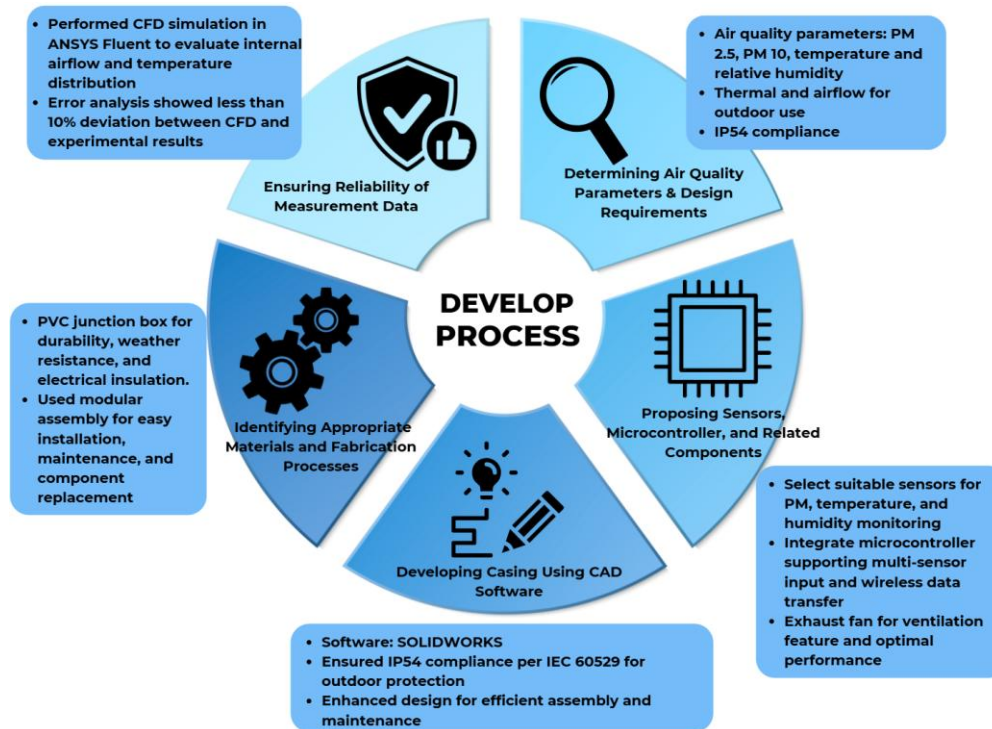 • Performed CFD simulation in
ANSYS Fluent to evaluate internal
airflow and temperature
distribution
• Error analysis showed less than
10% deviation between CFD and
experimental results
Ensuring Reliability of
Measurement Data
• Air quality parameters: PM
2.5, PM 10, temperature and
relative humidity
• Thermal and airflow for
outdoor use
• IP54 compliance
Determining Air Quality
Parameters & Design
Requirements
DEVELOP
PROCESS
• PVC junction box for
durability, weather
resistance, and
electrical insulation.
• Used modular
assembly for easy
installation,
maintenance, and
component
replacement
Identifying Appropriate
Materials and Fabrication
Processes
Proposing Sensors,
Microcontroller, and Related
Components
• Select suitable sensors for
PM, temperature, and
humidity monitoring
• Integrate microcontroller
supporting multi-sensor
input and wireless data
transfer
• Exhaust fan for ventilation
feature and optimal
performance
Developing Casing Using CAD
Software
• Software: SOLIDWORKS
• Ensured IP54 compliance per IEC 60529 for
outdoor protection
• Enhanced design for efficient assembly and
maintenance